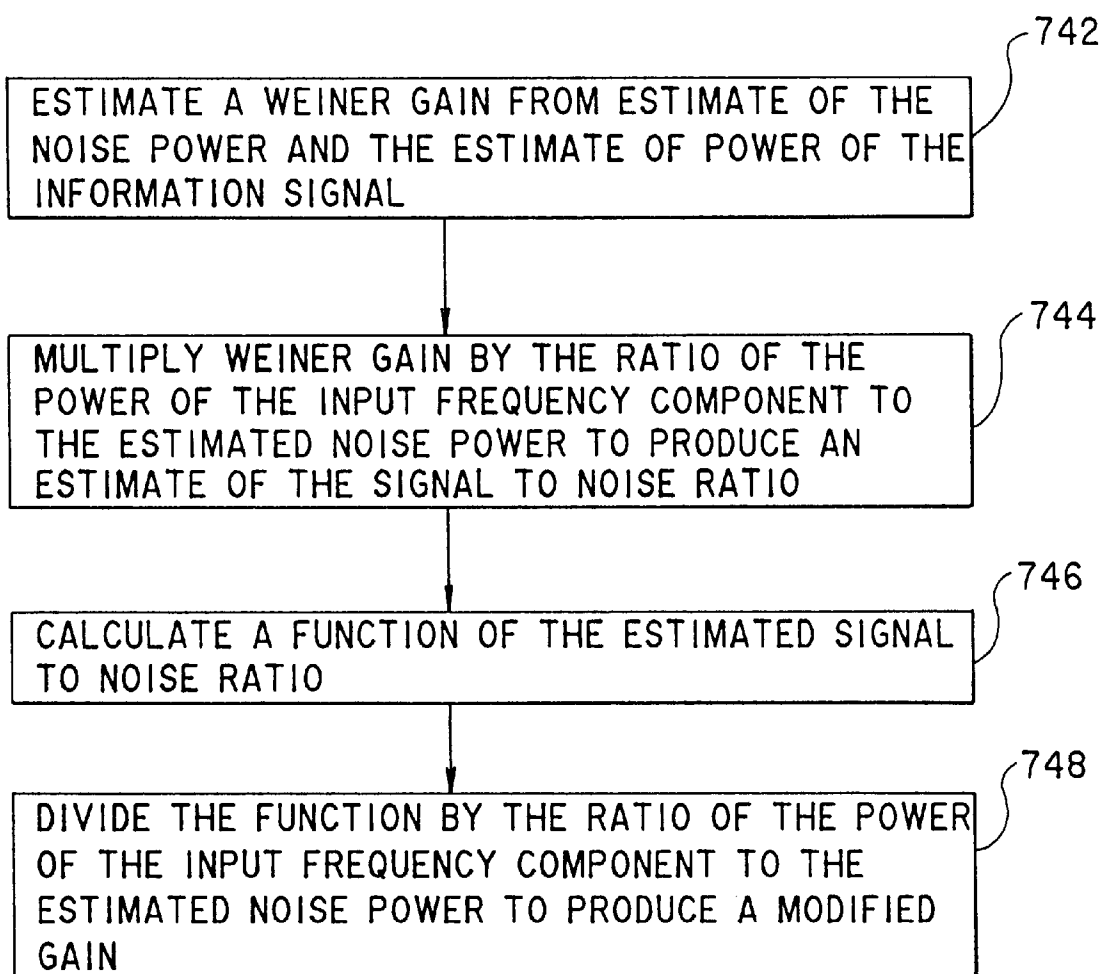 742
ESTIMATE A WEINER GAIN FROM ESTIMATE OF THE
NOISE POWER AND THE ESTIMATE OF POWER OF THE
INFORMATION SIGNAL
744
MULTIPLY WEINER GAIN BY THE RATIO OF THE
POWER OF THE INPUT FREQUENCY COMPONENT TO
THE ESTIMATED NOISE POWER TO PRODUCE AN
ESTIMATE OF THE SIGNAL TO NOISE RATIO
746
CALCULATE A FUNCTION OF THE ESTIMATED SIGNAL
TO NOISE RATIO
748
DIVIDE THE FUNCTION BY THE RATIO OF THE POWER
OF THE INPUT FREQUENCY COMPONENT TO THE
ESTIMATED NOISE POWER TO PRODUCE A MODIFIED
GAIN